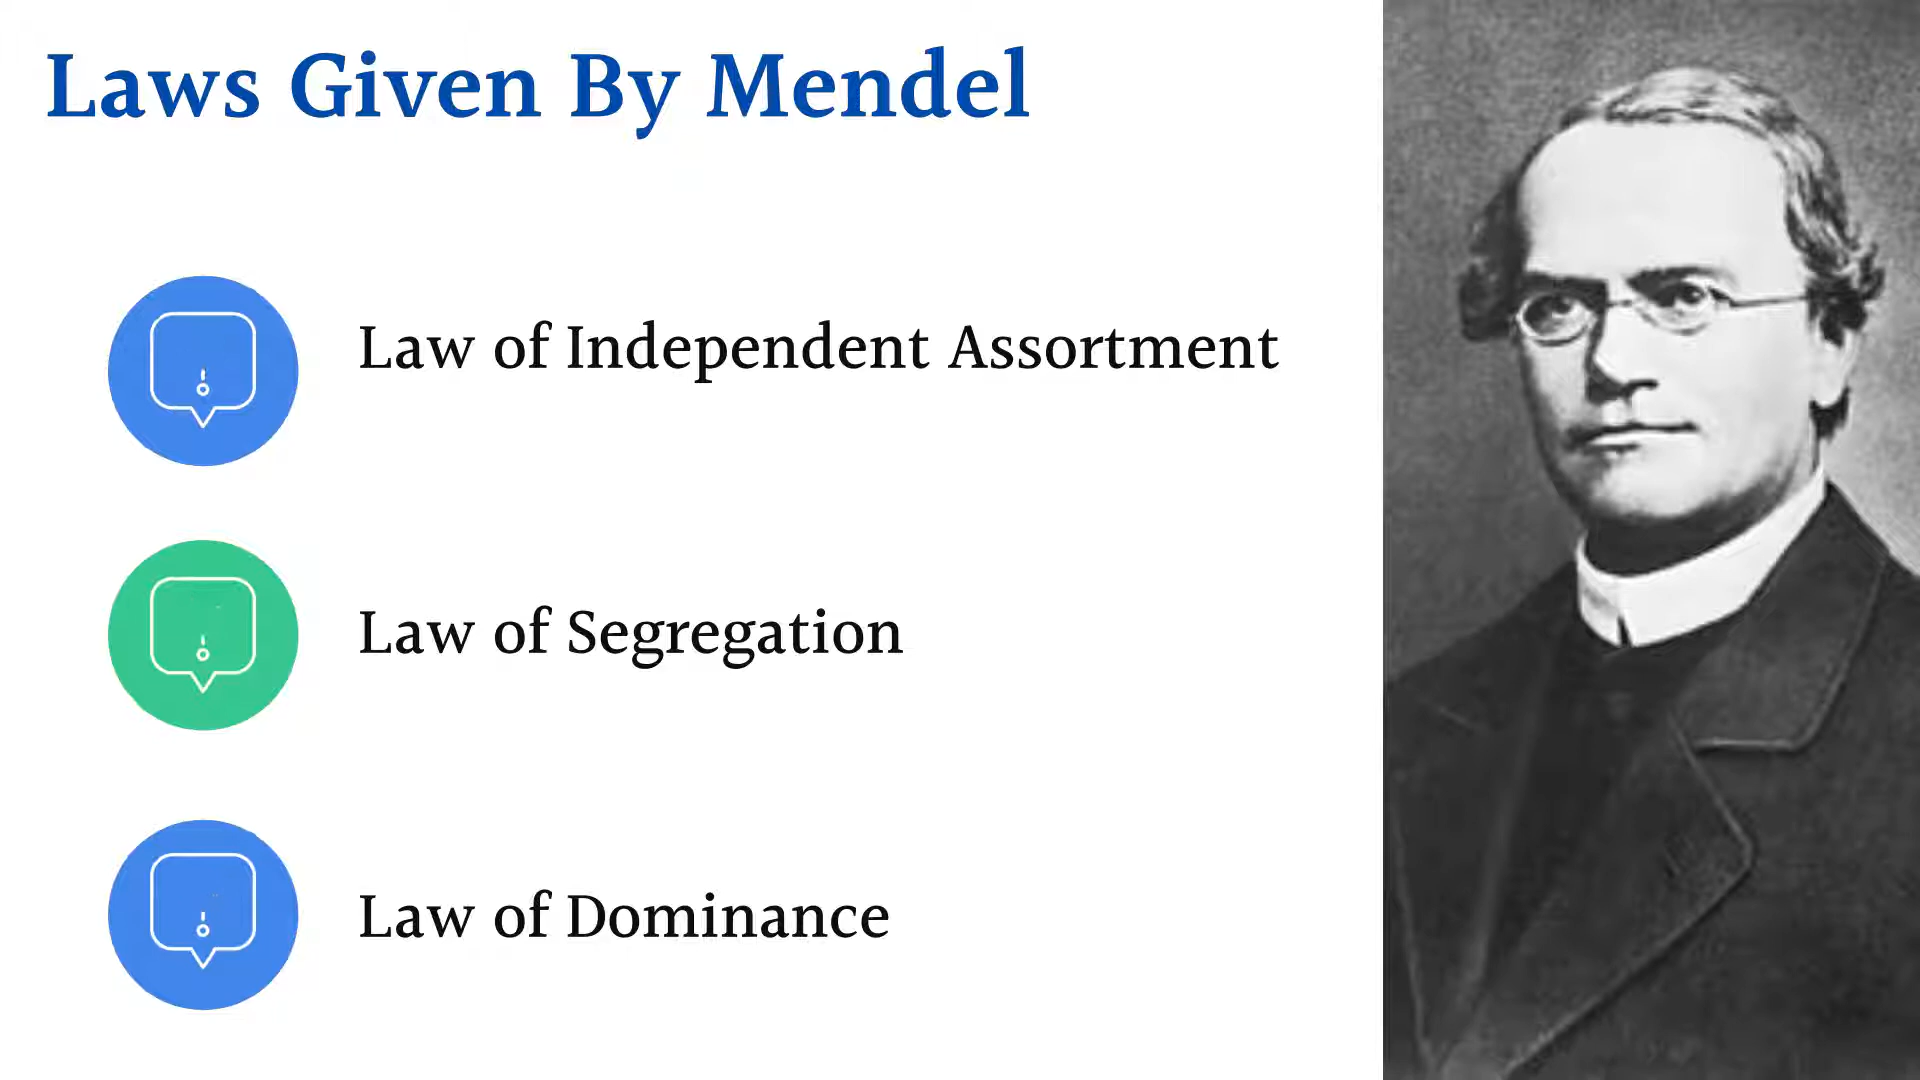 Laws Given By Mendel
Law of Independent Assortment
Law of Segregation
Law of Dominance